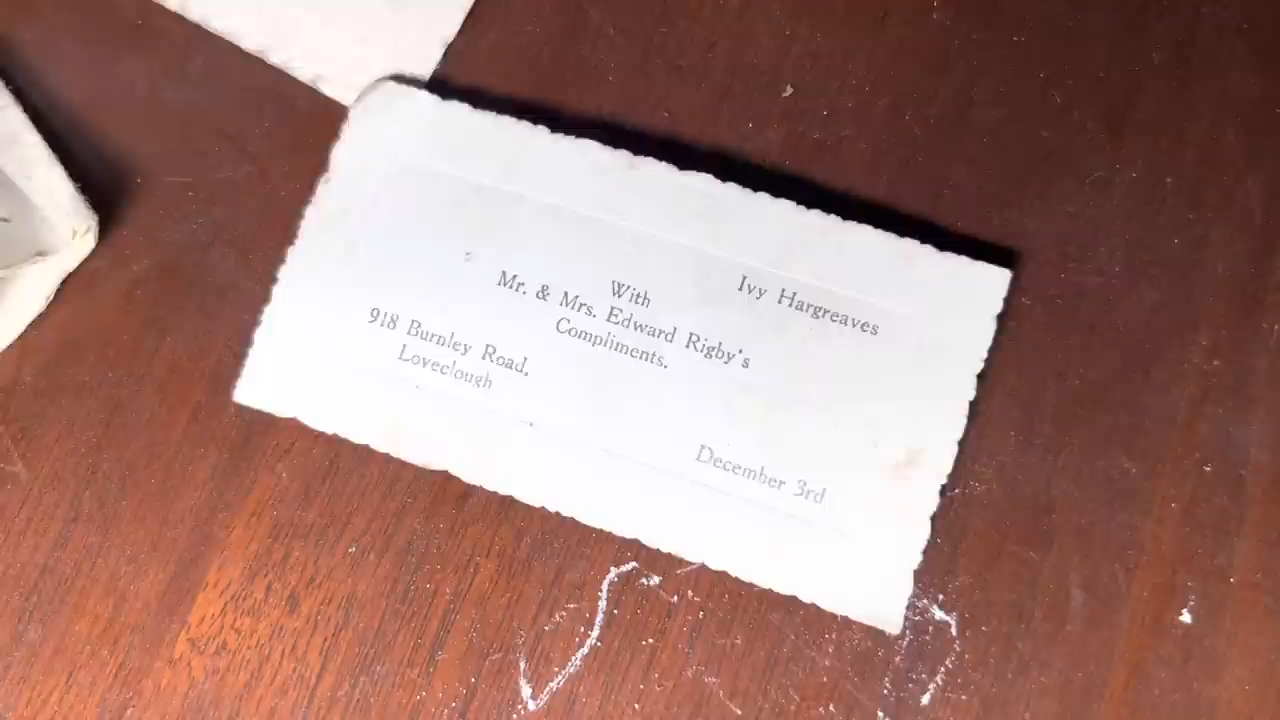 Ivy Hargreaves
With
Mr. & Mrs. Edward Rigby's
Compliments.
918 Burnley Road,
Loveclough
December 3rd